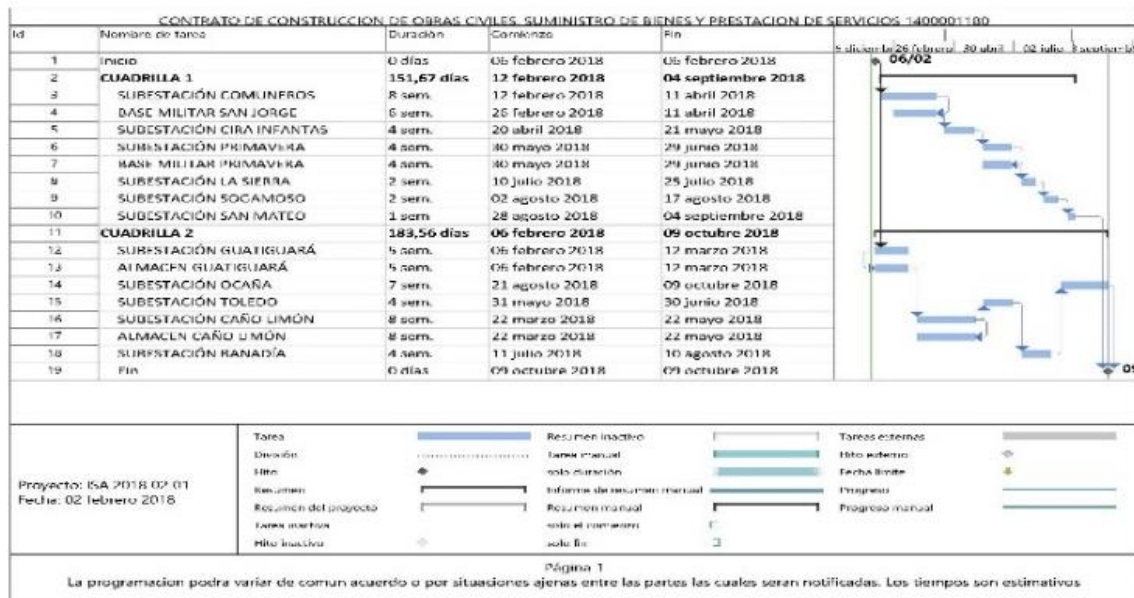 CONTRATO DE CONSTRUCCION DE OBRAS CIVILES, SUMINISTRO DE BIENES Y PRESTACION DE SERVICIOS 1400001180
Id Nombre de tarea Duración Comienzo Fin
26 febrero 30 abril 02 julio
1 Inicio 0 días 06 febrero 2018 06 febrero 2018 06/02
2 CUADRILLA 1 151,67 días 12 febrero 2018 04 septiembre 2018
3 SUBESTACIÓN COMUNEROS 8 sem. 12 febrero 2018 11 abril 2018
4 BASE MILITAR SAN JORGE 6 sem. 26 febrero 2018 11 abril 2018
5 SUBESTACIÓN CIRA INFANTAS 4 sem. 20 abril 2018 21 mayo 2018
6 SUBESTACIÓN PRIMAVERA 4 sem. 30 mayo 2018 29 junio 2018
7 BASE MILITAR PRIMAVERA 4 sem. 30 mayo 2018 29 junio 2018
8 SUBESTACIÓN LA SIERRA 2 sem. 10 julio 2018 25 julio 2018
9 SUBESTACIÓN SOGAMOSO 2 sem. 02 agosto 2018 17 agosto 2018
10 SUBESTACIÓN SAN MATEO 1 sem 28 agosto 2018 04 septiembre 2018
11 CUADRILLA 2 183,56 días 06 febrero 2018 09 octubre 2018
12 SUBESTACIÓN GUATIGUARÁ 5 sem. 06 febrero 2018 12 marzo 2018
13 ALMACEN GUATIGUARÁ 5 sem. 06 febrero 2018 12 marzo 2018
14 SUBESTACIÓN OCAÑA 7 sem. 21 agosto 2018 09 octubre 2018
15 SUBESTACIÓN TOLEDO 4 sem. 31 mayo 2018 30 junio 2018
16 SUBESTACIÓN CAÑO LIMÓN 8 sem. 22 marzo 2018 22 mayo 2018
17 ALMACEN CAÑO LIMÓN 8 sem. 22 marzo 2018 22 mayo 2018
18 SUBESTACIÓN BANADÍA 4 sem. 11 julio 2018 10 agosto 2018
19 Fin 0 días 09 octubre 2018 09 octubre 2018 09
Proyecto: ISA 2018 02 01
Fecha: 02 febrero 2018
Tarea Resumen inactivo Tareas externas
División Tarea manual Hito externo
Hito solo duración Fecha límite
Resumen Informe de resumen manual Progreso
Resumen del proyecto Resumen manual Progreso manual
Tarea inactiva solo el comienzo
Hito inactivo solo fin
Página 1
La programacion podra variar de comun acuerdo o por situaciones ajenas entre las partes las cuales seran notificadas. Los tiempos son estimativos